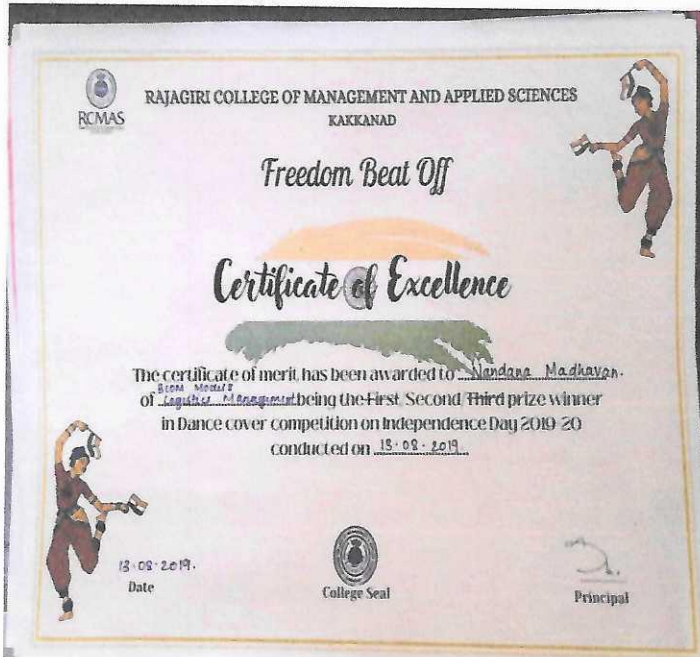 RCMAS
RAJAGIRI COLLEGE OF MANAGEMENT AND APPLIED SCIENCES
KAKKANAD
Freedom Beat Off
Certificate of Excellence
The certificate of merit has been awarded to Nandana Madhavan.
Bcom Model 2
of Logistics Management being the First Second Third prize winner
in Dance cover competition on Independence Day 2019-20
conducted on 13.08.2019.
13.08.2019.
Date
College Seal
Principal